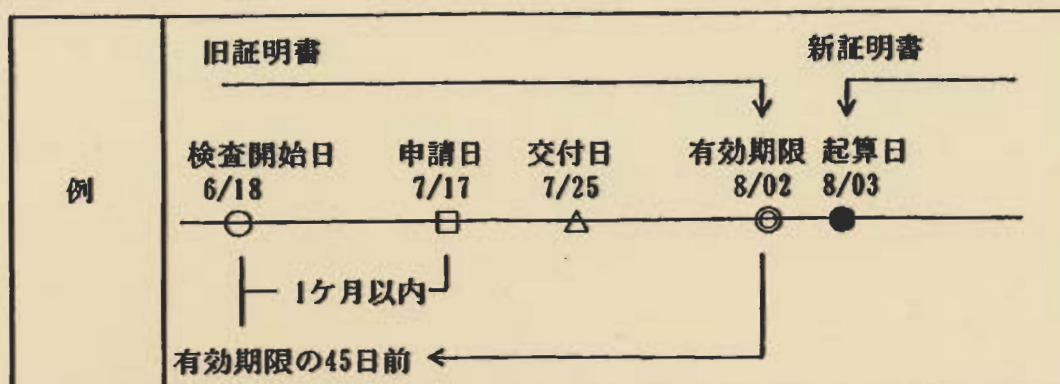 旧証明書
新証明書
検査開始日 申請日 交付日 有効期限 起算日
例
6/18 7/17 7/25 8/02 8/03
1ケ月以内
有効期限の45日前